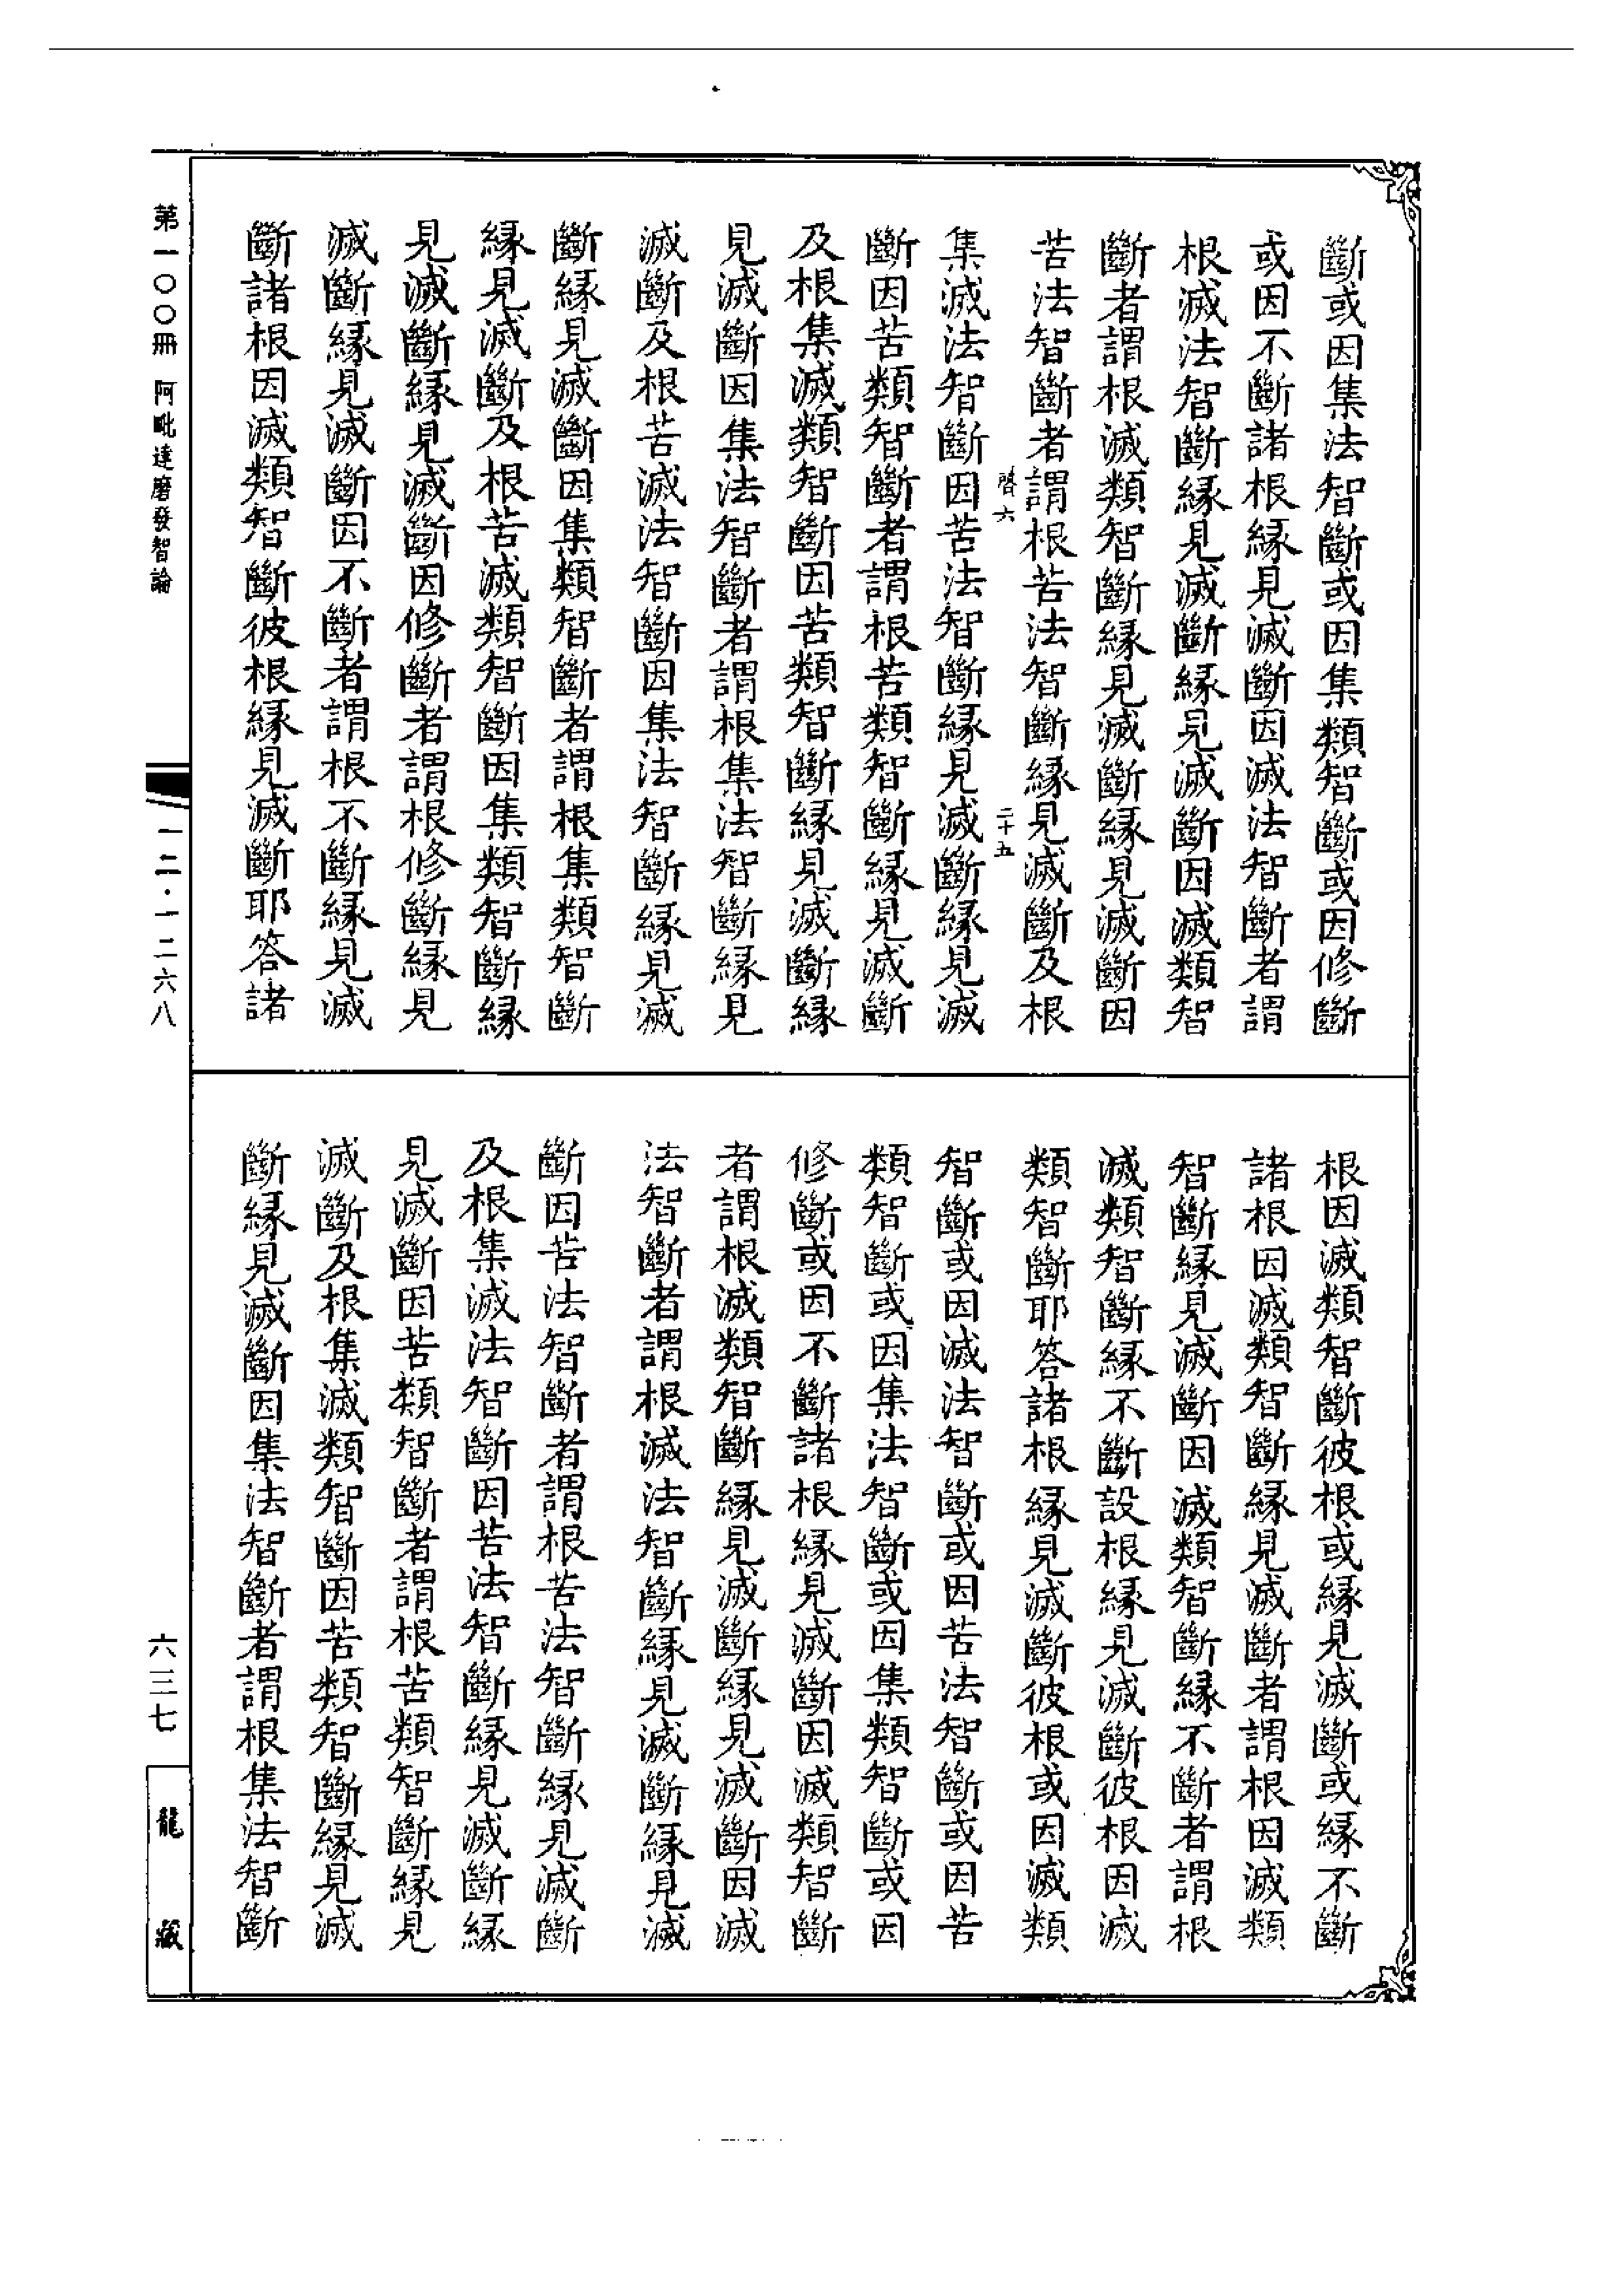 斷或因集法智斷或因集類智斷或因修斷
或因不斷諸根緣見滅斷因滅法智斷者謂
根滅法智斷緣見滅斷緣見滅斷因滅類智
斷者謂根滅類智斷緣見滅斷緣見滅斷因
苦法智斷者謂根苦法智斷緣見滅斷及根
啓六 二十五
集滅法智斷因苦法智斷緣見滅斷緣見滅
斷因苦類智斷者謂根苦類智斷緣見滅斷
及根集滅類智斷因苦類智斷緣見滅斷緣
見滅斷因集法智斷者謂根集法智斷緣見
滅斷及根苦滅法智斷因集法智斷緣見滅
斷緣見滅斷因集類智斷者謂根集類智斷
緣見滅斷及根苦滅類智斷因集類智斷緣
見滅斷緣見滅斷因修斷者謂根修斷緣見
滅斷緣見滅斷因不斷者謂根不斷緣見滅
斷諸根因滅類智斷彼根緣見滅斷耶答諸
根因滅類智斷彼根或緣見滅斷或緣不斷
諸根因滅類智斷緣見滅斷者謂根因滅類
智斷緣見滅斷因滅類智斷緣不斷者謂根
滅類智斷緣不斷設根緣見滅斷彼根因滅
類智斷耶答諸根緣見滅斷彼根或因滅類
智斷或因滅法智斷或因苦法智斷或因苦
類智斷或因集法智斷或因集類智斷或因
修斷或因不斷諸根緣見滅斷因滅類智斷
者謂根滅類智斷緣見滅斷緣見滅斷因滅
法智斷者謂根滅法智斷緣見滅斷緣見滅
斷因苦法智斷者謂根苦法智斷緣見滅斷
及根集滅法智斷因苦法智斷緣見滅斷緣
見滅斷因苦類智斷者謂根苦類智斷緣見
滅斷及根集滅類智斷因苦類智斷緣見滅
斷緣見滅斷因集法智斷者謂根集法智斷
第一〇〇冊 阿毗達磨發智論
一二·一二六八
六三七
龍藏